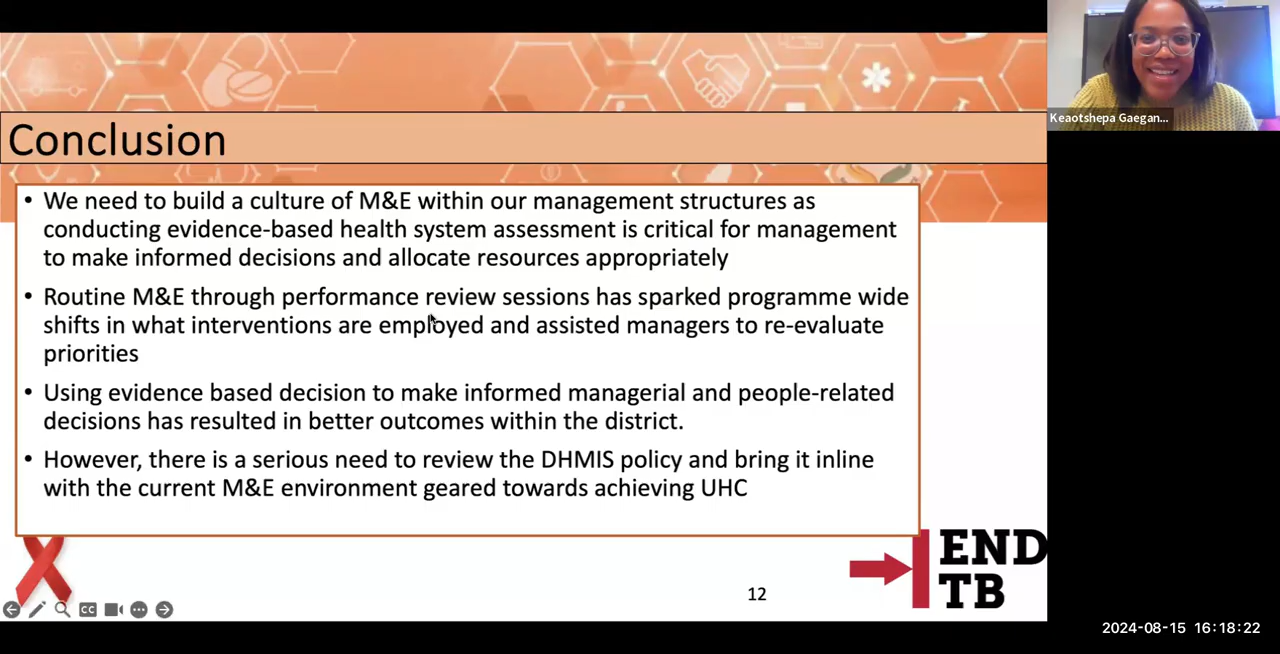 Conclusion
• We need to build a culture of M&E within our management structures as
conducting evidence-based health system assessment is critical for management
to make informed decisions and allocate resources appropriately
• Routine M&E through performance review sessions has sparked programme wide
shifts in what interventions are employed and assisted managers to re-evaluate
priorities
• Using evidence based decision to make informed managerial and people-related
decisions has resulted in better outcomes within the district.
• However, there is a serious need to review the DHMIS policy and bring it inline
with the current M&E environment geared towards achieving UHC
END
TB
12
CC
Keaotshepa Gaegan...
2024-08-15 16:18:22